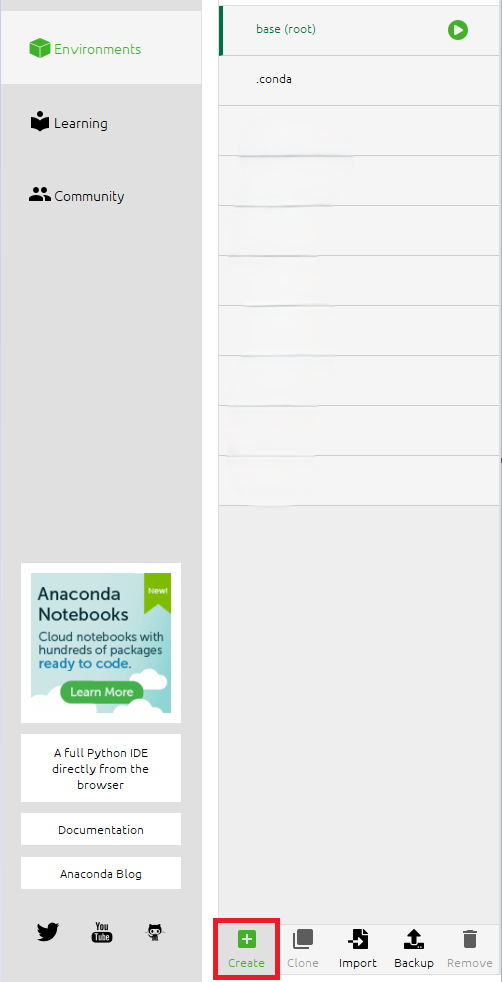 Environments
Learning
Community
base (root)
.conda
Anaconda
Notebooks
New!
Cloud notebooks with
hundreds of packages
ready to code.
Learn More
A full Python IDE
directly from the
browser
Documentation
Anaconda Blog
You
Tube
Create
Clone
Import
Backup
Remove